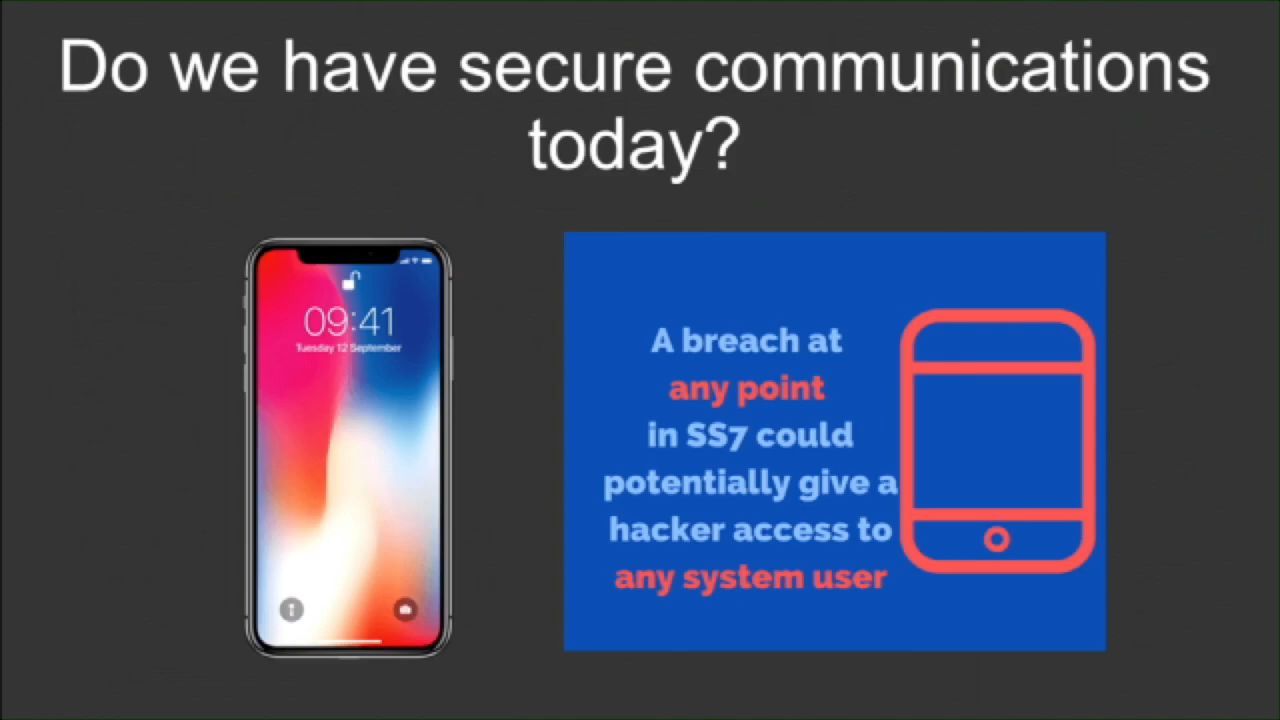 Do we have secure communications
today?
09:41
Tuesday 12 September
A breach at
any point
in SS7 could
potentially give a
hacker access to
any system user